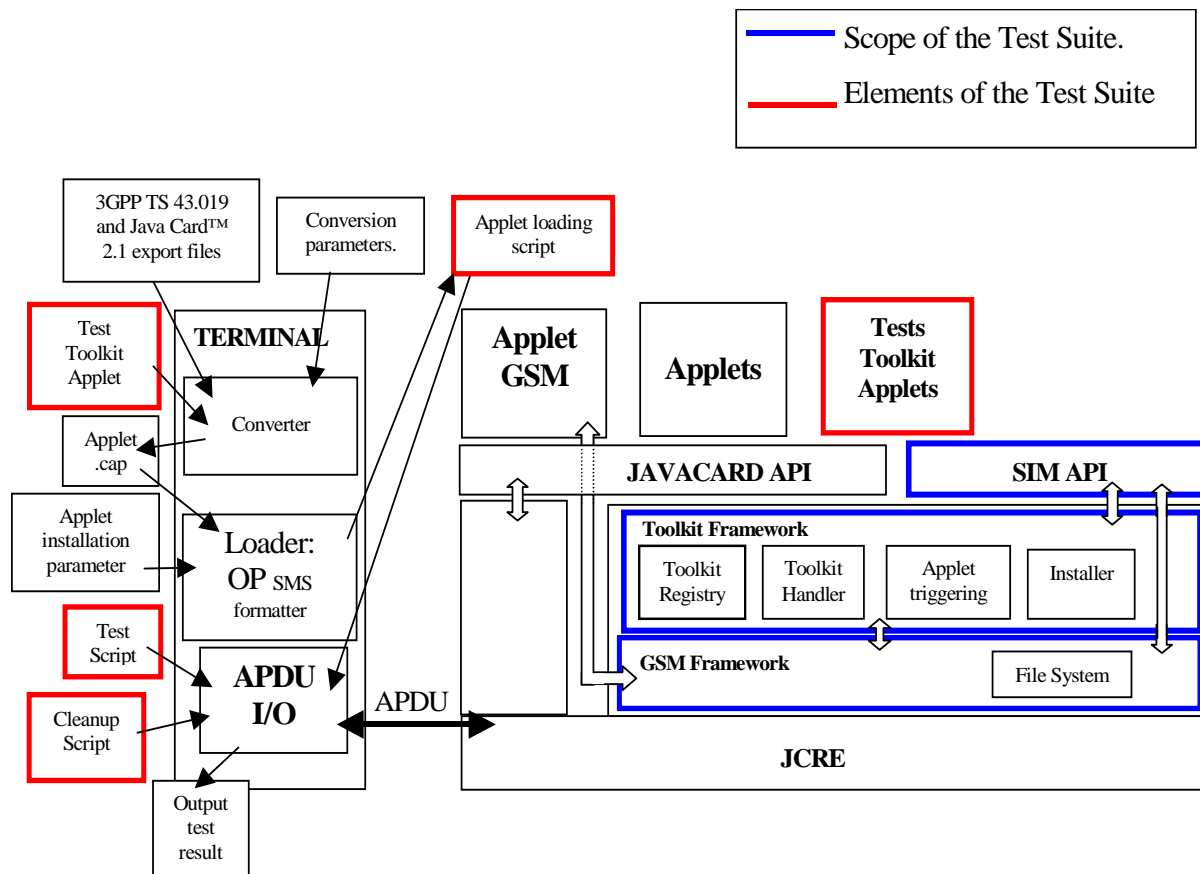 Scope of the Test Suite.
Elements of the Test Suite
3GPP TS 43.019
and Java Card™
2.1 export files
Conversion
parameters.
Applet loading
script
Test
Toolkit
Applet
TERMINAL
Converter
Applet
.cap
Applet
installation
parameter
Loader:
OP SMS
formatter
Test
Script
APDU
I/O
Cleanup
Script
Output
test
result
APDU
Applet
GSM
Applets
Tests
Toolkit
Applets
JAVACARD API
SIM API
Toolkit Framework
Toolkit
Registry
Toolkit
Handler
Applet
triggering
Installer
GSM Framework
File System
JCRE